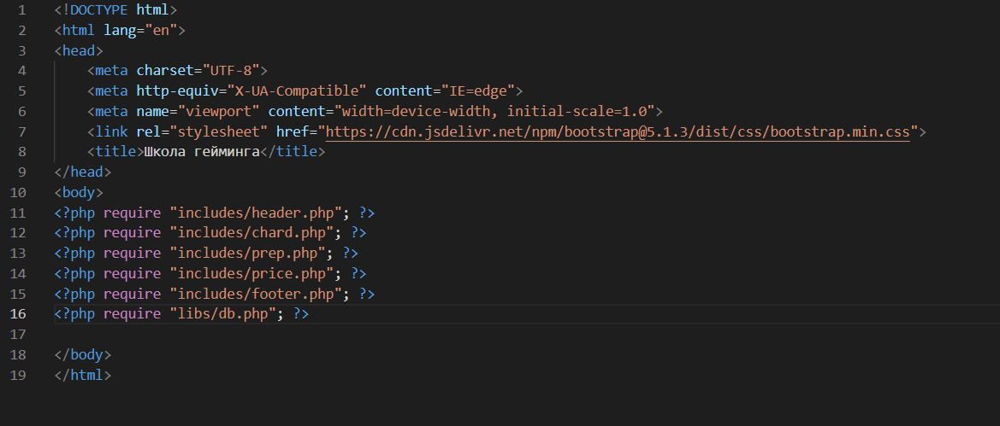 1 <!DOCTYPE html>
2 <html lang="en">
3 <head>
4     <meta charset="UTF-8">
5     <meta http-equiv="X-UA-Compatible" content="IE=edge">
6     <meta name="viewport" content="width=device-width, initial-scale=1.0">
7     <link rel="stylesheet" href="https://cdn.jsdelivr.net/npm/bootstrap@5.1.3/dist/css/bootstrap.min.css">
8     <title>Школа гейминга</title>
9 </head>
10 <body>
11 <?php require "includes/header.php"; ?>
12 <?php require "includes/chard.php"; ?>
13 <?php require "includes/prep.php"; ?>
14 <?php require "includes/price.php"; ?>
15 <?php require "includes/footer.php"; ?>
16 <?php require "libs/db.php"; ?>
17
18 </body>
19 </html>